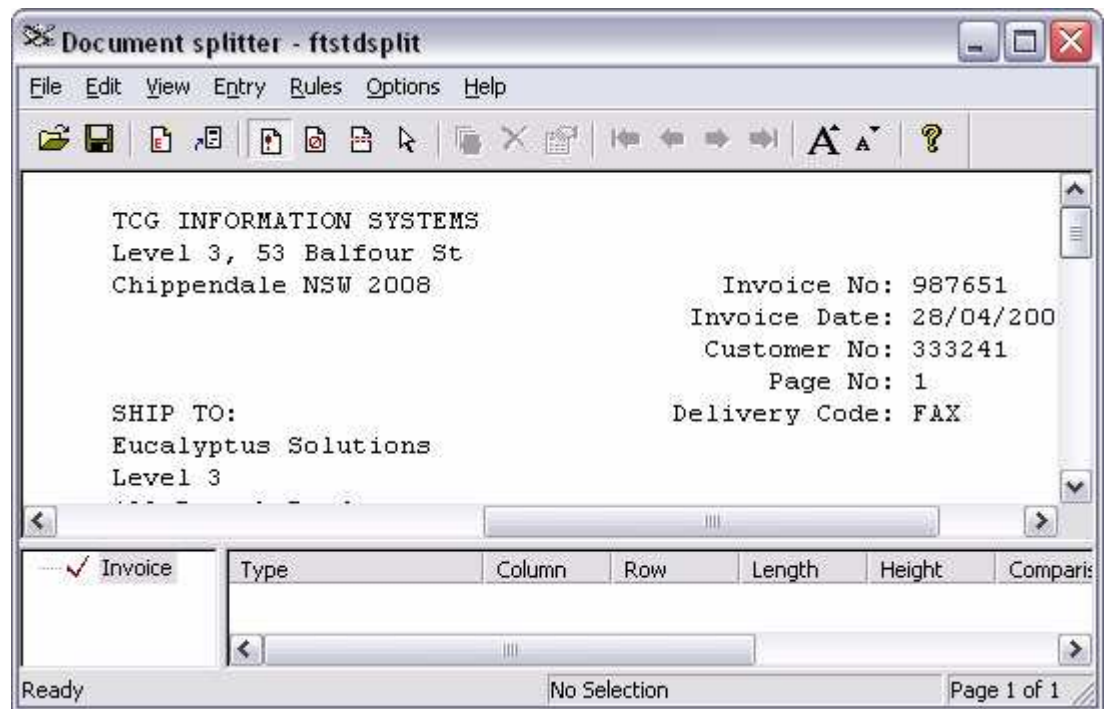 Document splitter - ftstdsplit
File Edit View Entry Rules Options Help
TCG INFORMATION SYSTEMS
Level 3, 53 Balfour St
Chippendale NSW 2008
Invoice No: 987651
Invoice Date: 28/04/200
Customer No: 333241
Page No: 1
SHIP TO:
Delivery Code: FAX
Eucalyptus Solutions
Level 3
Invoice
Type Column Row Length Height Comparis
Ready No Selection Page 1 of 1